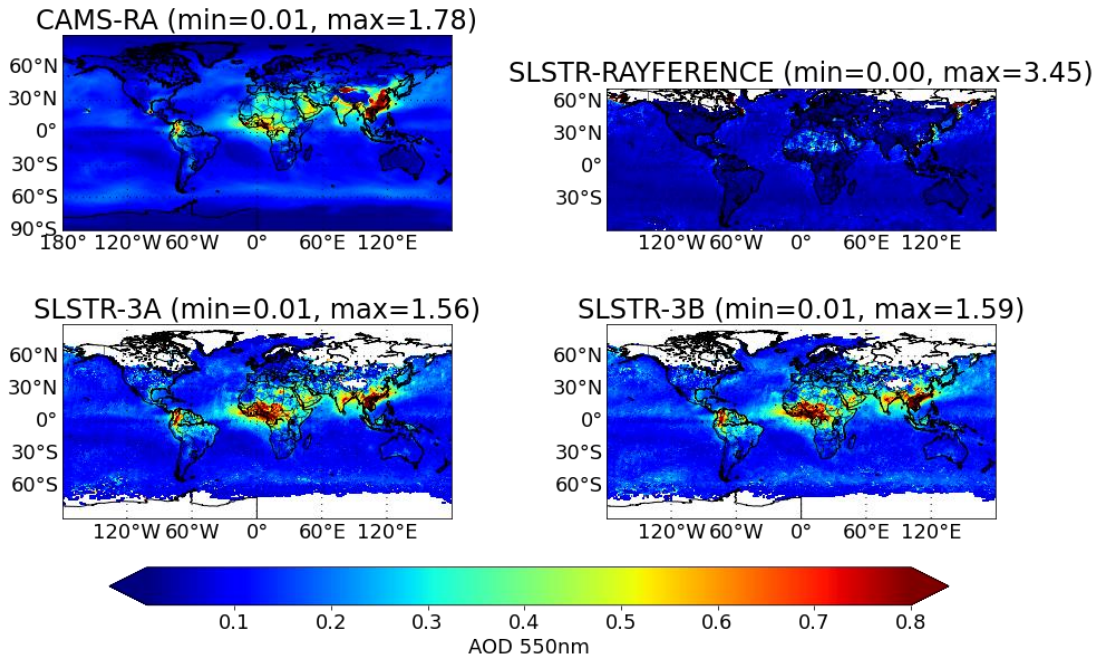 CAMS-RA (min=0.01, max=1.78)
60°N
30°N
0°
30°S
60°S
90°S
180° 120°W 60°W 0° 60°E 120°E
SLSTR-RAYFERENCE (min=0.00, max=3.45)
60°N
30°N
0°
30°S
120°W 60°W 0° 60°E 120°E
SLSTR-3A (min=0.01, max=1.56)
60°N
30°N
0°
30°S
60°S
120°W 60°W 0° 60°E 120°E
SLSTR-3B (min=0.01, max=1.59)
60°N
30°N
0°
30°S
60°S
120°W 60°W 0° 60°E 120°E
0.1 0.2 0.3 0.4 0.5 0.6 0.7 0.8
AOD 550nm